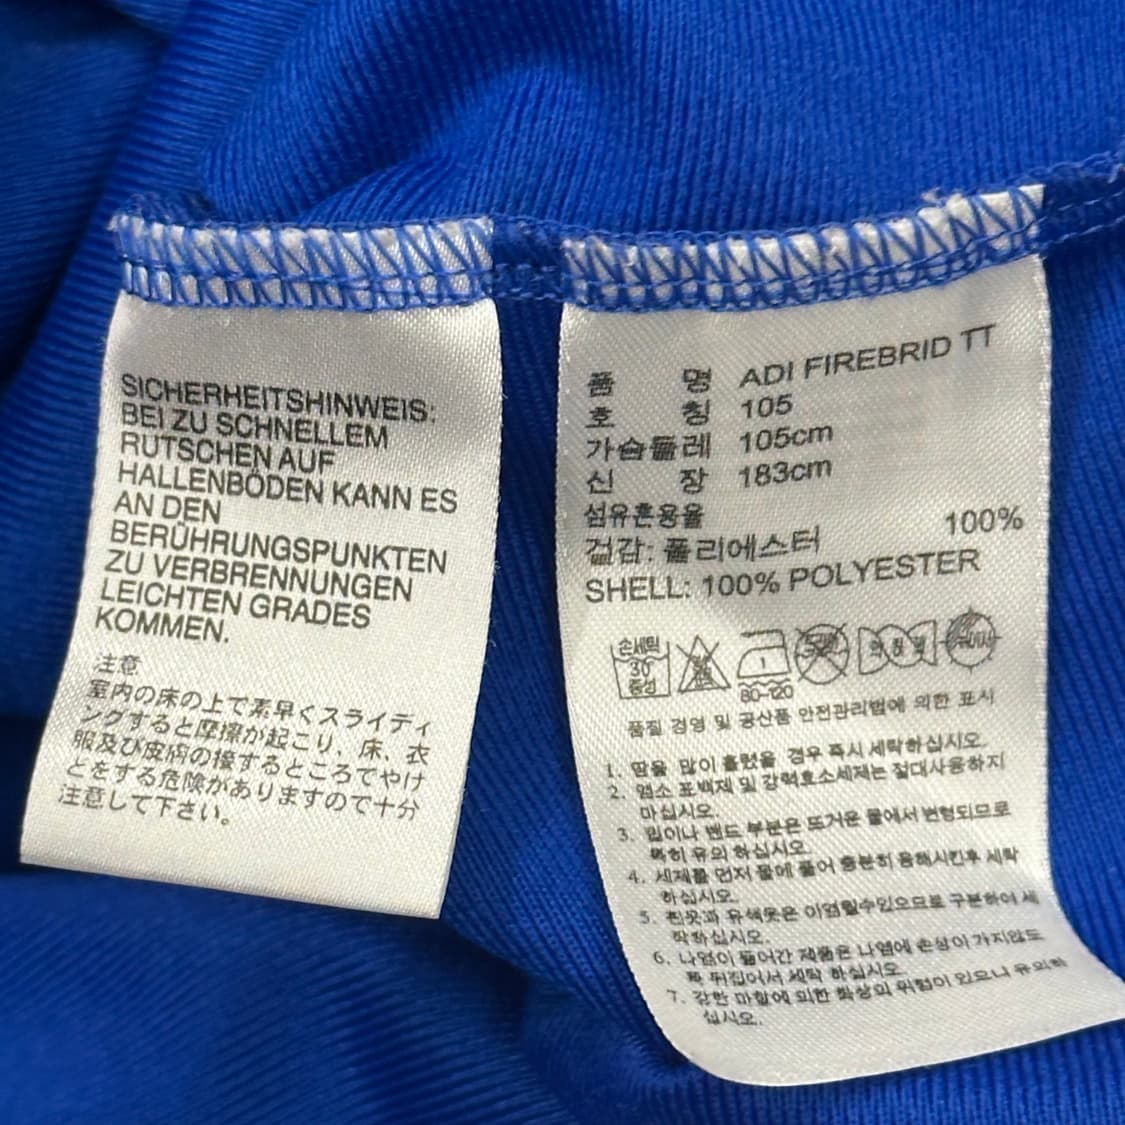 SICHERHEITSHINWEIS:
BEI ZU SCHNELLEM
RUTSCHEN AUF
HALLENBÖDEN KANN ES
AN DEN
BERÜHRUNGSPUNKTEN
ZU VERBRENNUNGEN
LEICHTEN GRADES
KOMMEN.
注意
室内の床の上で素早くスライディ
ングすると摩擦が起こり、床、衣
服及び皮膚の接するところでやけ
どをする危険がありますので十分
注意して下さい。
품 명 ADI FIREBRID TT
호 칭 105
가슴둘레 105cm
신 장 183cm
섬유혼용율
겉감: 폴리에스터 100%
SHELL: 100% POLYESTER
손세탁
30
중성
1
80-120
품질 경영 및 공산품 안전관리법에 의한 표시
1. 땀을 많이 흘렸을 경우 즉시 세탁하십시오.
2. 염소 표백제 및 강력효소세제는 절대사용하지
마십시오.
3. 밑이나 밴드 부분은 뜨거운 물에서 변형되므로
특히 유의 하십시오.
4. 세제를 먼저 물에 풀어 충분히 용해시킨후 세탁
하십시오.
5. 흰옷과 유색옷은 이염될수있으므로 구분하여 세
탁하십시오.
6. 나염이 들어간 제품은 나염에 손상이 가지않도
록 뒤집어서 세탁 하십시오.
7. 강한 마찰에 의한 화상의 위험이 있으니 유의하
십시오.